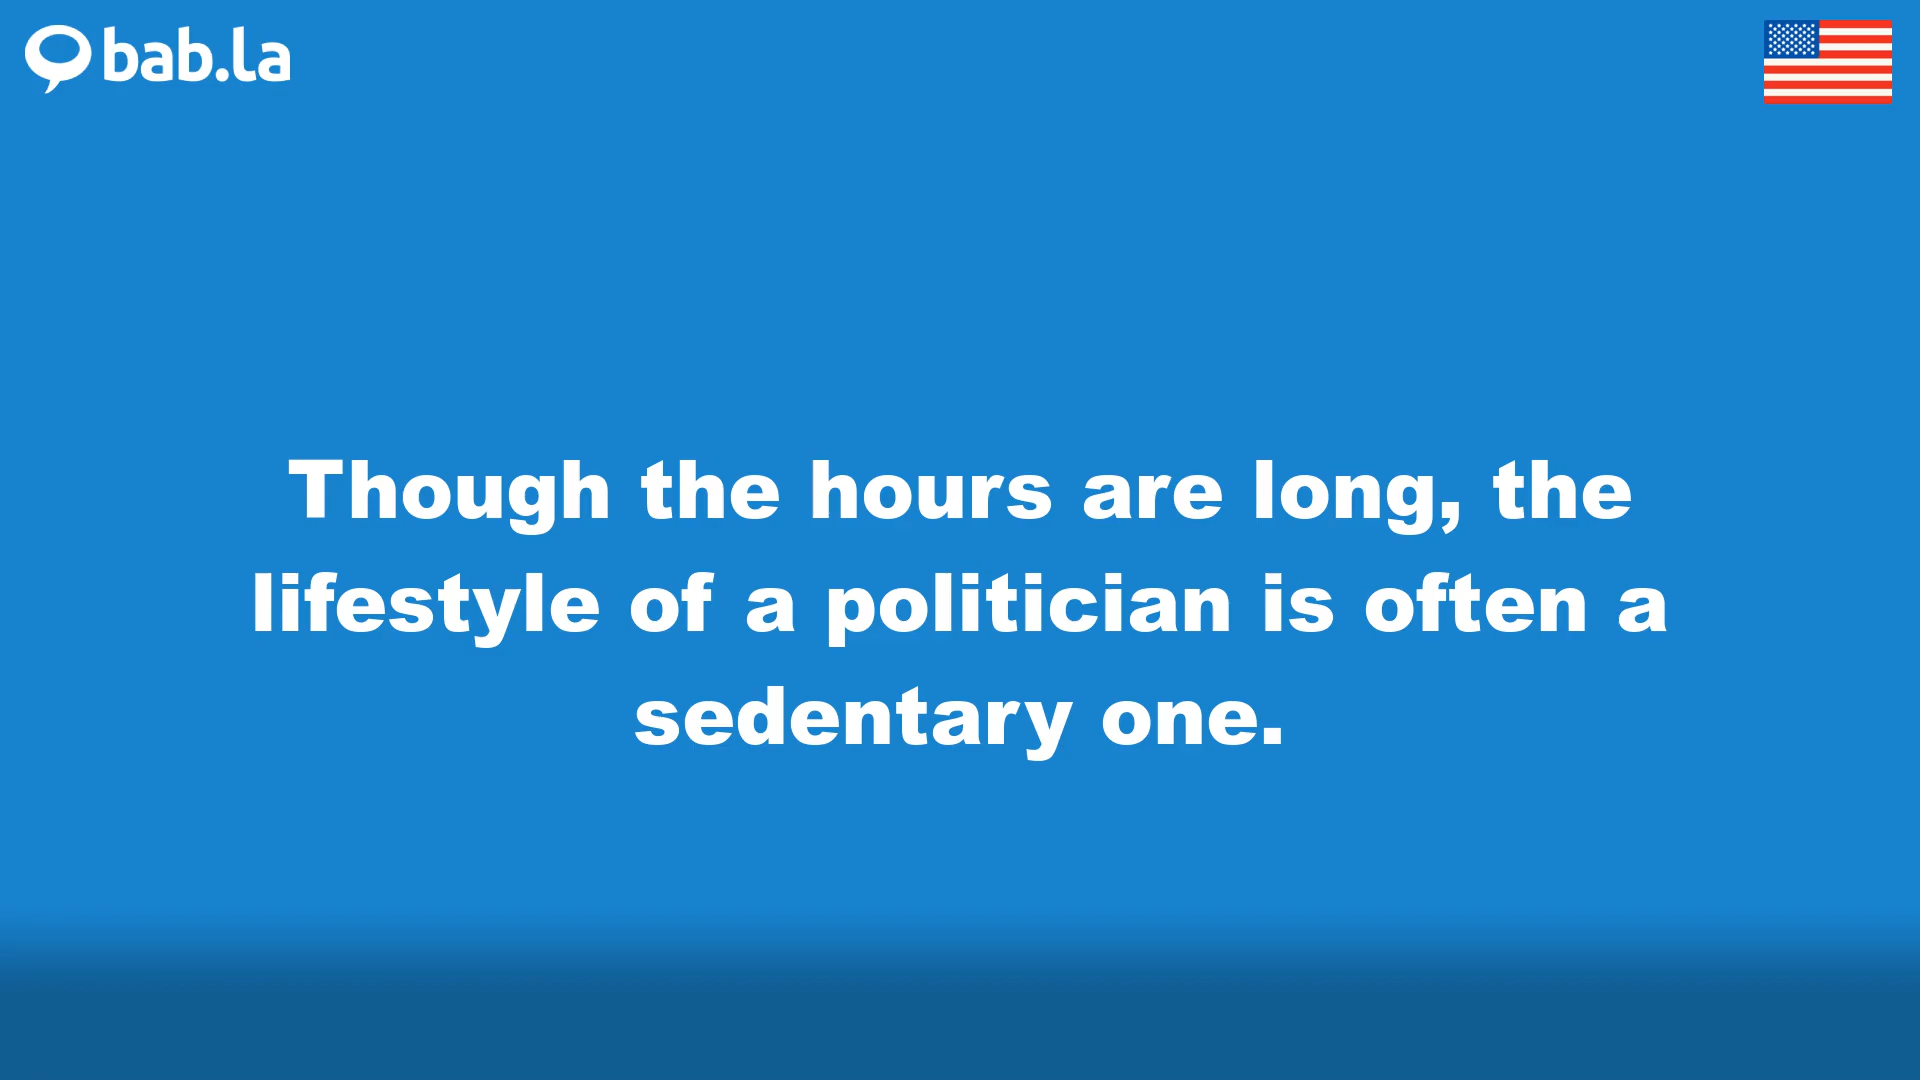 bab.la
Though the hours are long, the
lifestyle of a politician is often a
sedentary one.